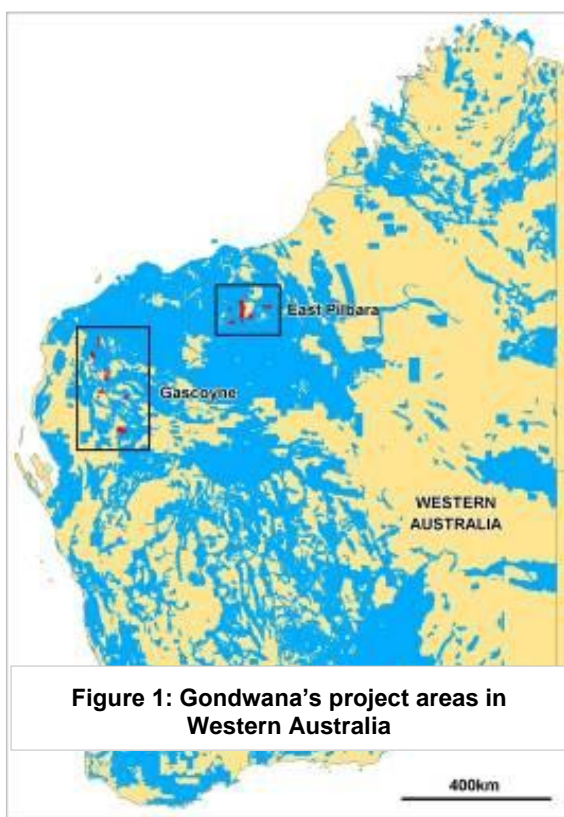 East Pilbara
Gascoyne
WESTERN
AUSTRALIA
Figure 1: Gondwana's project areas in
Western Australia
400km